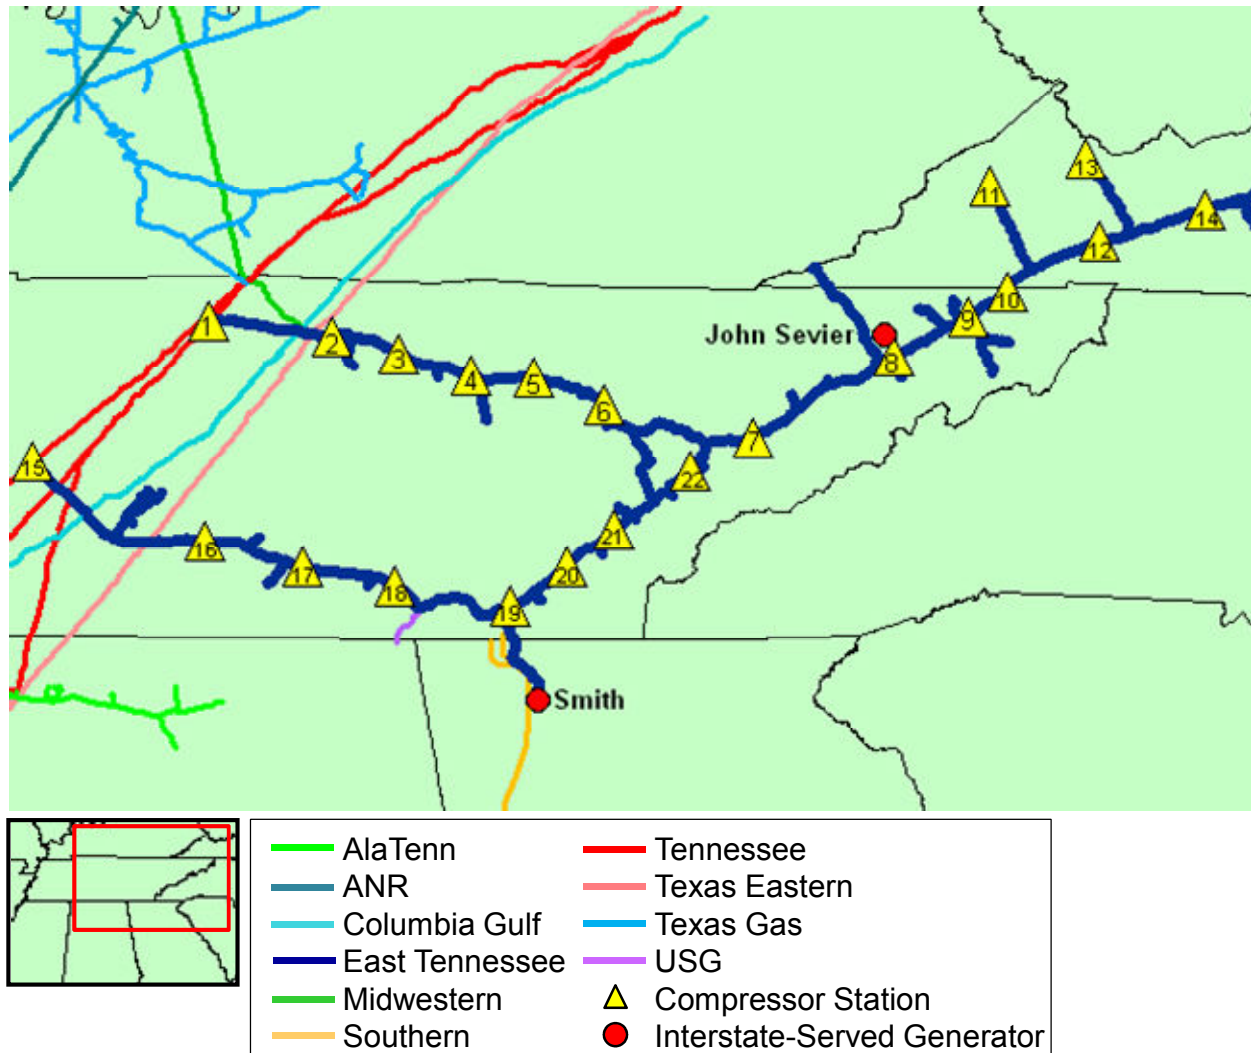 13
11
14
12
10
1
9
2
John Sevier
3
8
4
5
6
7
15
22
21
16
17
20
18
19
Smith
AlaTenn
Tennessee
ANR
Texas Eastern
Columbia Gulf
Texas Gas
East Tennessee
USG
Midwestern
Compressor Station
Southern
Interstate-Served Generator